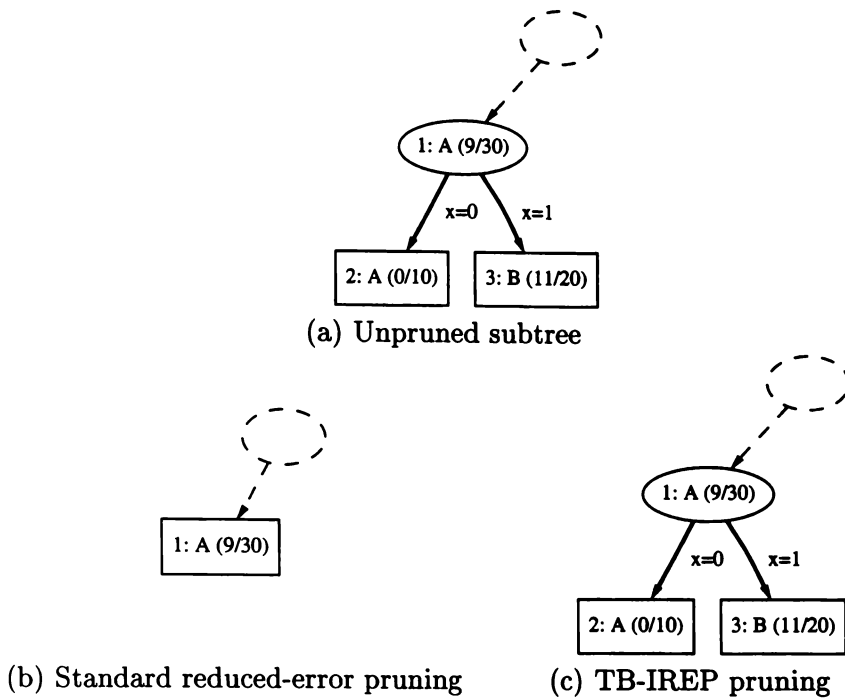 1: A (9/30)
x=0 x=1
2: A (0/10) 3: B (11/20)
(a) Unpruned subtree
1: A (9/30)
(b) Standard reduced-error pruning
1: A (9/30)
x=0 x=1
2: A (0/10) 3: B (11/20)
(c) TB-IREP pruning